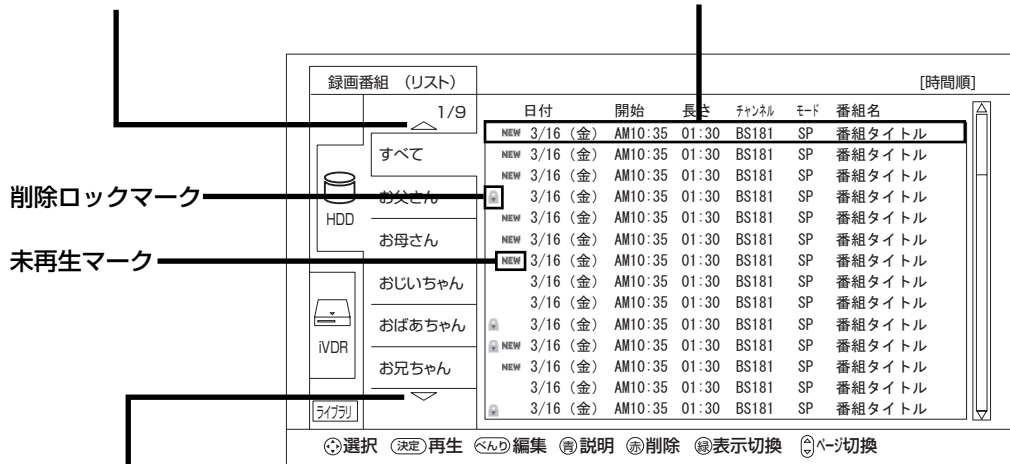 録画番組 (リスト)
[時間順]
1/9
すべて
お父さん
お母さん
おじいちゃん
おばあちゃん
お兄ちゃん
HDD
iVDR
ライブラリ
日付 開始 長さ チャンネル モード 番組名
NEW 3/16 (金) AM10:35 01:30 BS181 SP 番組タイトル
NEW 3/16 (金) AM10:35 01:30 BS181 SP 番組タイトル
NEW 3/16 (金) AM10:35 01:30 BS181 SP 番組タイトル
3/16 (金) AM10:35 01:30 BS181 SP 番組タイトル
NEW 3/16 (金) AM10:35 01:30 BS181 SP 番組タイトル
NEW 3/16 (金) AM10:35 01:30 BS181 SP 番組タイトル
NEW 3/16 (金) AM10:35 01:30 BS181 SP 番組タイトル
3/16 (金) AM10:35 01:30 BS181 SP 番組タイトル
3/16 (金) AM10:35 01:30 BS181 SP 番組タイトル
3/16 (金) AM10:35 01:30 BS181 SP 番組タイトル
NEW 3/16 (金) AM10:35 01:30 BS181 SP 番組タイトル
NEW 3/16 (金) AM10:35 01:30 BS181 SP 番組タイトル
3/16 (金) AM10:35 01:30 BS181 SP 番組タイトル
3/16 (金) AM10:35 01:30 BS181 SP 番組タイトル
削除ロックマーク
未再生マーク
選択 決定 再生 べんり 編集 青 説明 赤 削除 緑 表示切換 ページ切換